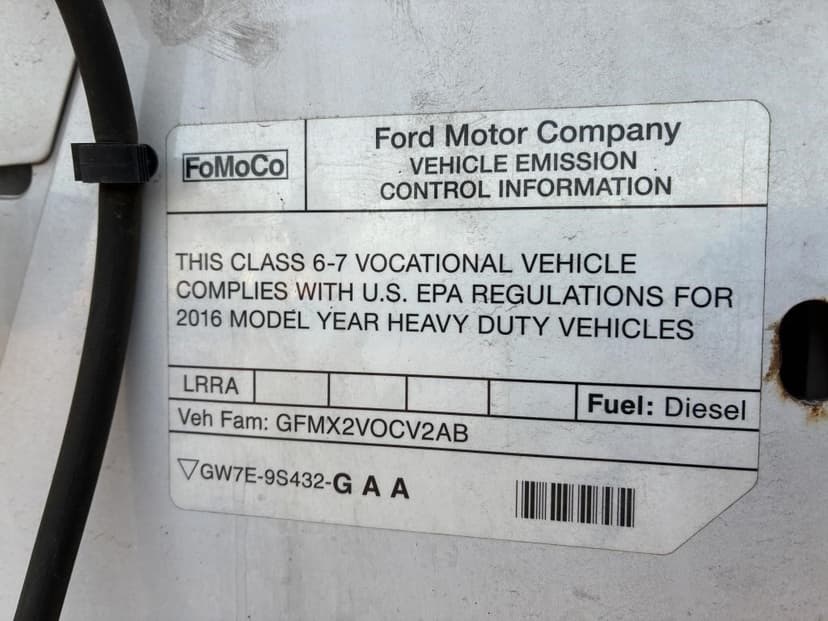 FoMoCo
Ford Motor Company
VEHICLE EMISSION
CONTROL INFORMATION
THIS CLASS 6-7 VOCATIONAL VEHICLE
COMPLIES WITH U.S. EPA REGULATIONS FOR
2016 MODEL YEAR HEAVY DUTY VEHICLES
LRRA
Fuel: Diesel
Veh Fam: GFMX2VOCV2AB
▽GW7E-9S432-G A A